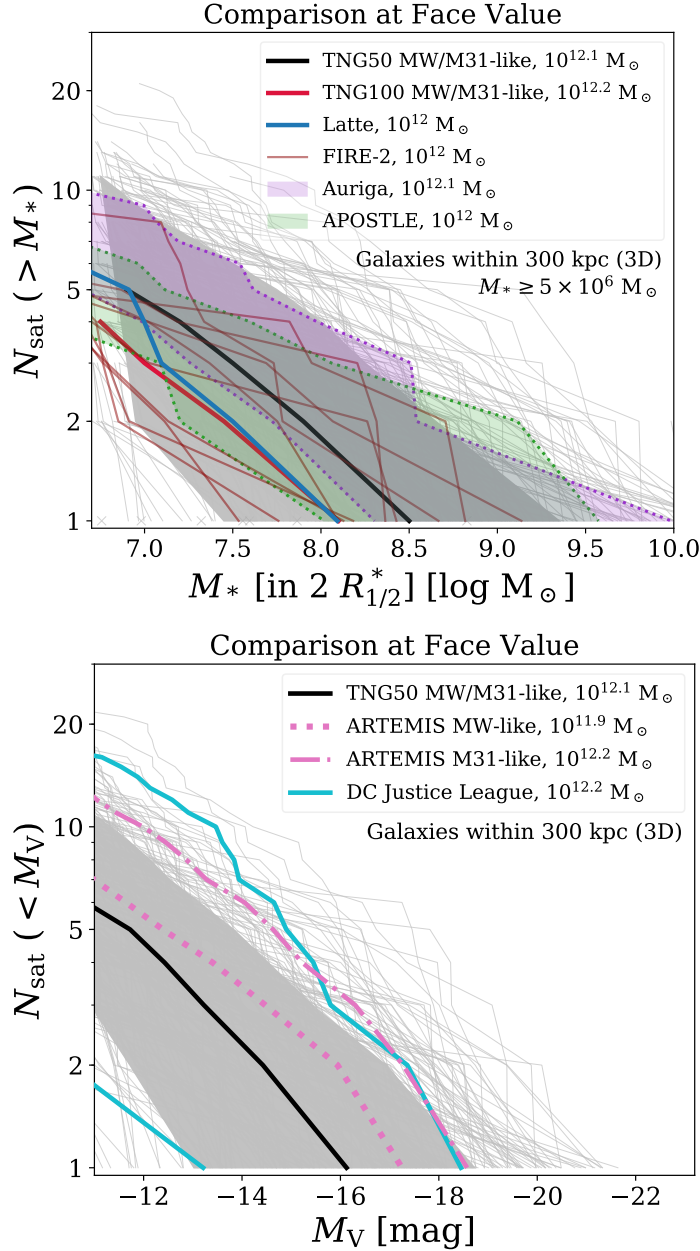 Comparison at Face Value
TNG50 MW/M31-like, 10^12.1 M⊙
TNG100 MW/M31-like, 10^12.2 M⊙
Latte, 10^12 M⊙
FIRE-2, 10^12 M⊙
Auriga, 10^12.1 M⊙
APOSTLE, 10^12 M⊙
Galaxies within 300 kpc (3D)
M* ≥ 5 × 10^6 M⊙
N_sat ( > M*)
20
10
5
2
1
7.0 7.5 8.0 8.5 9.0 9.5 10.0
M* [in 2 R*_1/2] [log M⊙]
Comparison at Face Value
TNG50 MW/M31-like, 10^12.1 M⊙
ARTEMIS MW-like, 10^11.9 M⊙
ARTEMIS M31-like, 10^12.2 M⊙
DC Justice League, 10^12.2 M⊙
Galaxies within 300 kpc (3D)
N_sat ( < M_V)
20
10
5
2
1
−12 −14 −16 −18 −20 −22
M_V [mag]